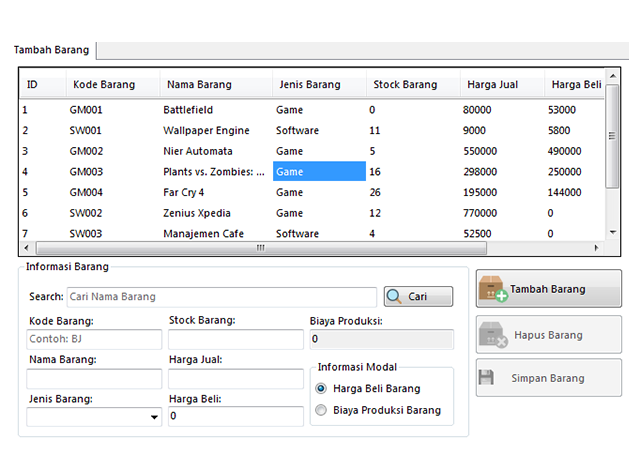 Tambah Barang
ID Kode Barang Nama Barang Jenis Barang Stock Barang Harga Jual Harga Beli
1 GM001 Battlefield Game 0 80000 53000
2 SW001 Wallpaper Engine Software 11 9000 5800
3 GM002 Nier Automata Game 5 550000 490000
4 GM003 Plants vs. Zombies: ... Game 16 298000 250000
5 GM004 Far Cry 4 Game 26 195000 144000
6 SW002 Zenius Xpedia Game 12 770000 0
7 SW003 Manajemen Cafe Software 4 52500 0
Informasi Barang
Search: Cari Nama Barang Cari
Kode Barang: Stock Barang: Biaya Produksi:
Contoh: BJ 0
Nama Barang: Harga Jual:
Informasi Modal
Harga Beli Barang
Jenis Barang: Harga Beli:
0
Biaya Produksi Barang
Tambah Barang
Hapus Barang
Simpan Barang